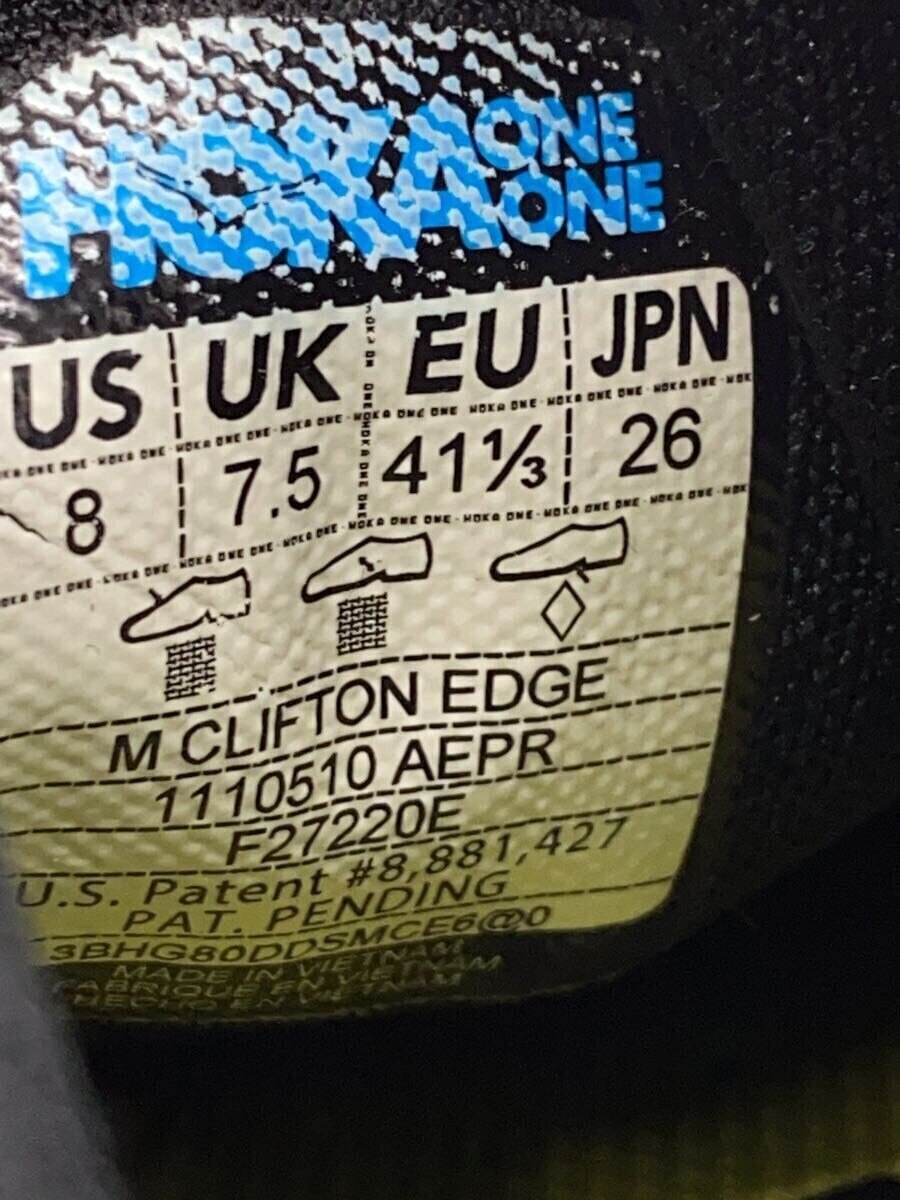 HOKA ONE ONE
US UK EU JPN
8 7.5 41⅓ 26
M CLIFTON EDGE
1110510 AEPR
F27220E
U.S. Patent #8,881,427
PAT. PENDING
3BHG80DDSMCE6@0
MADE IN VIETNAM
FABRIQUE EN VIETNAM
HECHO EN VIETNAM